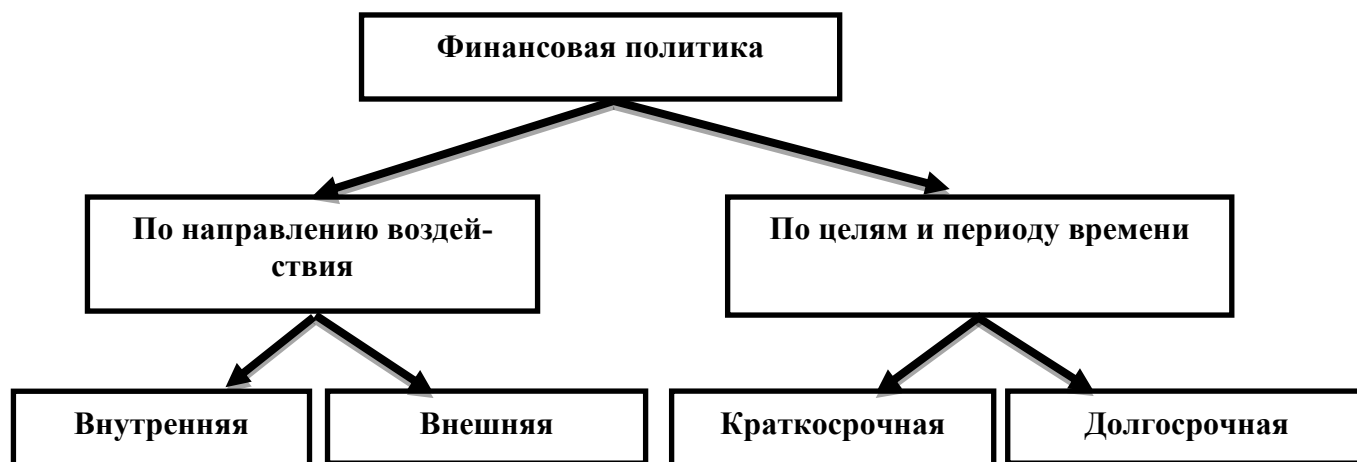 Финансовая политика
По направлению воздей-
ствия
По целям и периоду времени
Внутренняя
Внешняя
Краткосрочная
Долгосрочная